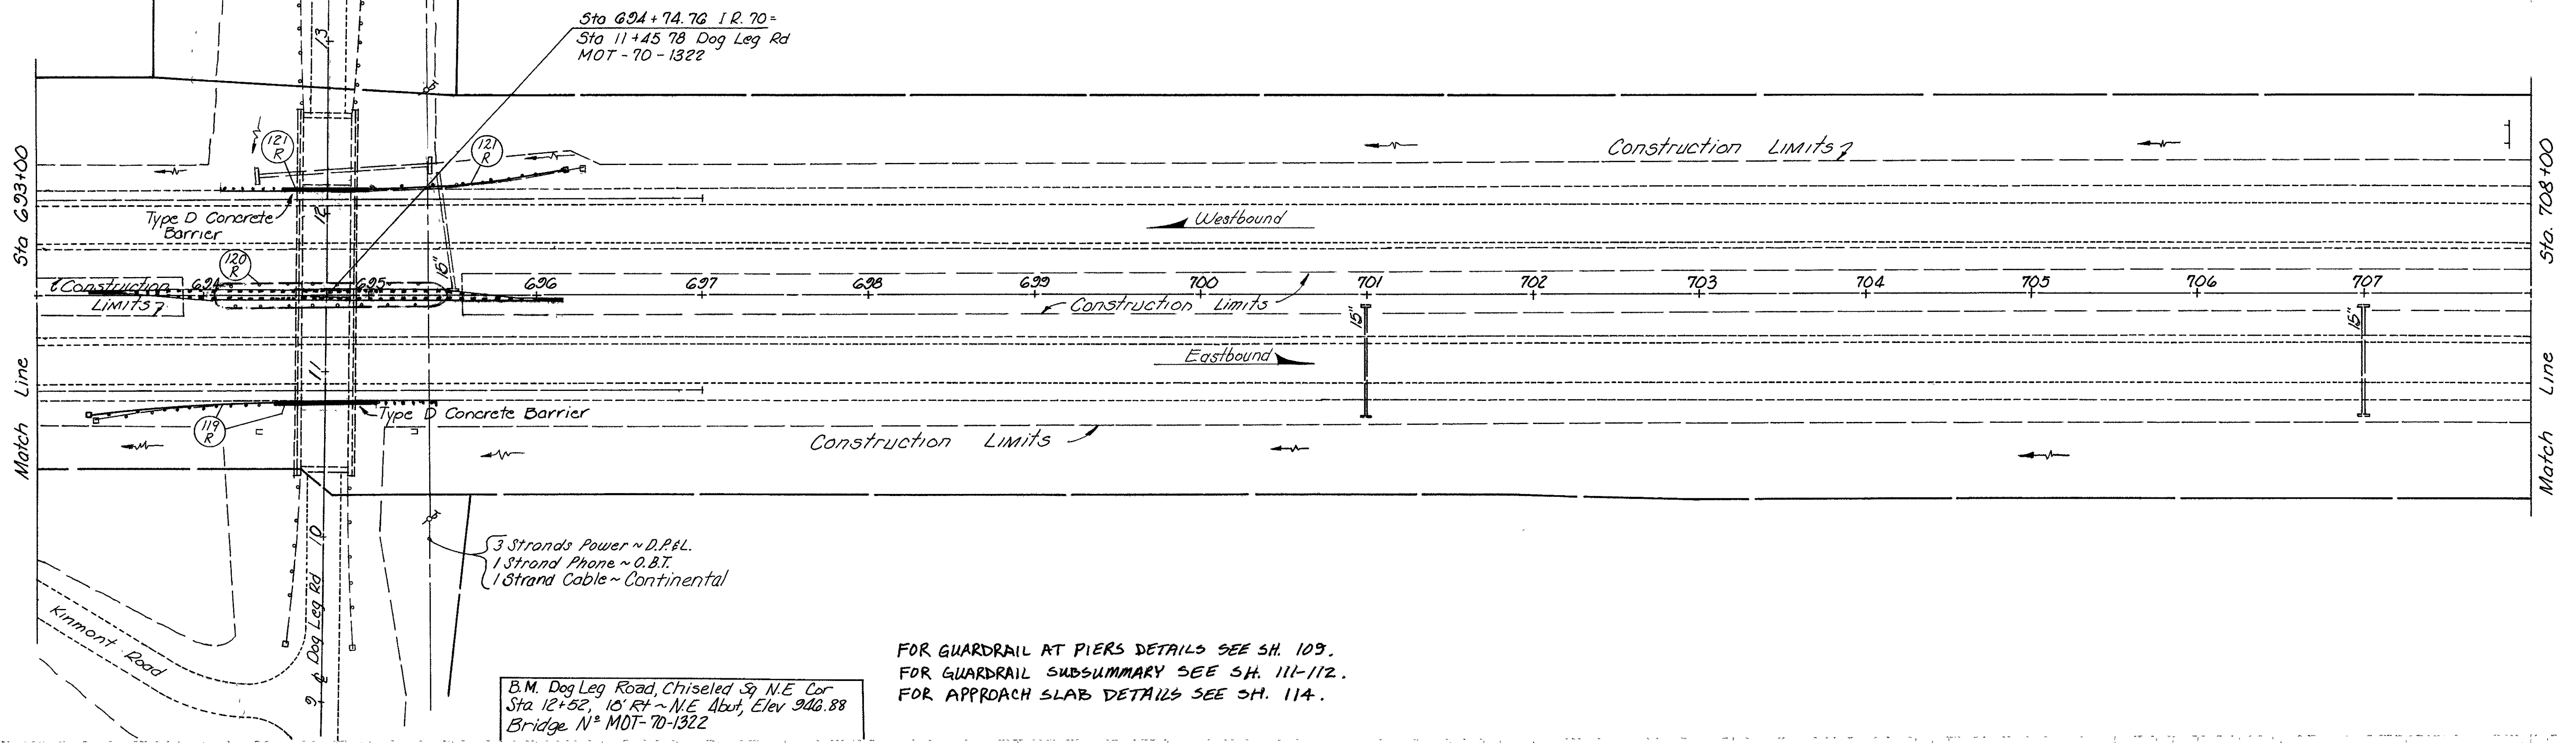 Sta 694+74.76 I R. 70=
Sta 11+45 78 Dog Leg Rd
MOT-70-1322
13
Sta 693+00
Match Line
121
R
121
R
Construction Limits
Type D Concrete
Barrier
12
Westbound
Sta. 708+00
Match Line
120
R
15"
Construction
Limits
694
695
696
697
698
699
700
701
702
703
704
705
706
707
Construction Limits
15"
15"
Eastbound
11
Type D Concrete Barrier
119
R
Construction Limits
10
3 Strands Power ~ D.P.&L.
1 Strand Phone ~ O.B.T.
1 Strand Cable ~ Continental
Kinmont Road
Dog Leg Rd
9
FOR GUARDRAIL AT PIERS DETAILS SEE SH. 109.
FOR GUARDRAIL SUBSUMMARY SEE SH. 111-112.
FOR APPROACH SLAB DETAILS SEE SH. 114.
B.M. Dog Leg Road, Chiseled Sq N.E Cor
Sta 12+52, 18' Rt ~ N.E Abut, Elev 946.88
Bridge Nº MOT-70-1322